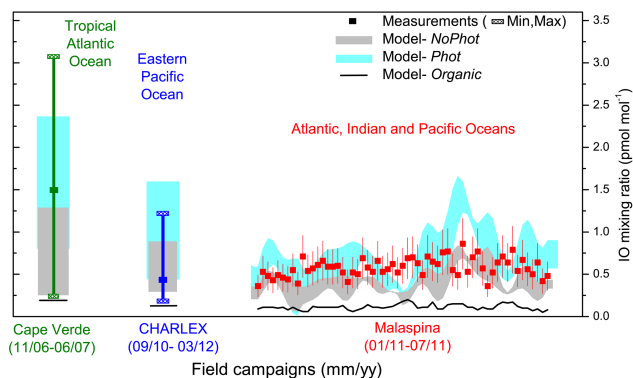 Tropical
Atlantic
Ocean
Eastern
Pacific
Ocean
Measurements ( Min,Max)
Model- NoPhot
Model- Phot
Model- Organic
Atlantic, Indian and Pacific Oceans
3.5
3.0
2.5
2.0
1.5
1.0
0.5
0.0
IO mixing ratio (pmol mol⁻¹)
Cape Verde
(11/06-06/07)
CHARLEX
(09/10- 03/12)
Malaspina
(01/11-07/11)
Field campaigns (mm/yy)